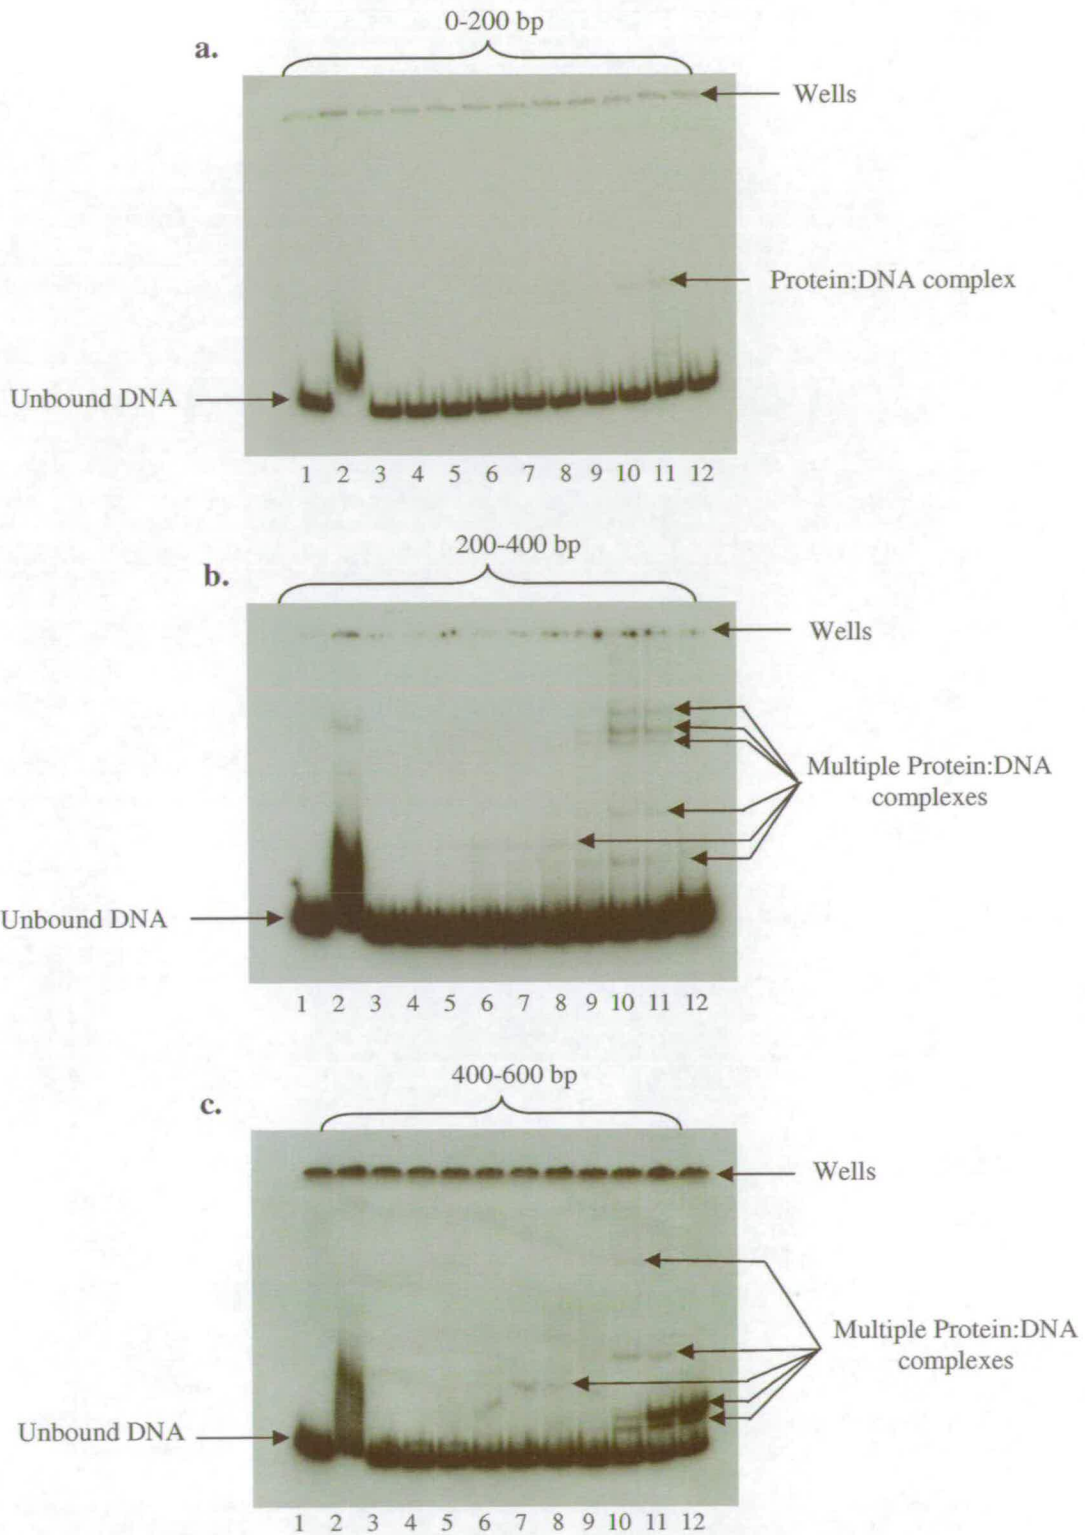 0-200 bp
a.
Wells
Protein:DNA complex
Unbound DNA
1 2 3 4 5 6 7 8 9 10 11 12
200-400 bp
b.
Wells
Multiple Protein:DNA
complexes
Unbound DNA
1 2 3 4 5 6 7 8 9 10 11 12
400-600 bp
c.
Wells
Multiple Protein:DNA
complexes
Unbound DNA
1 2 3 4 5 6 7 8 9 10 11 12